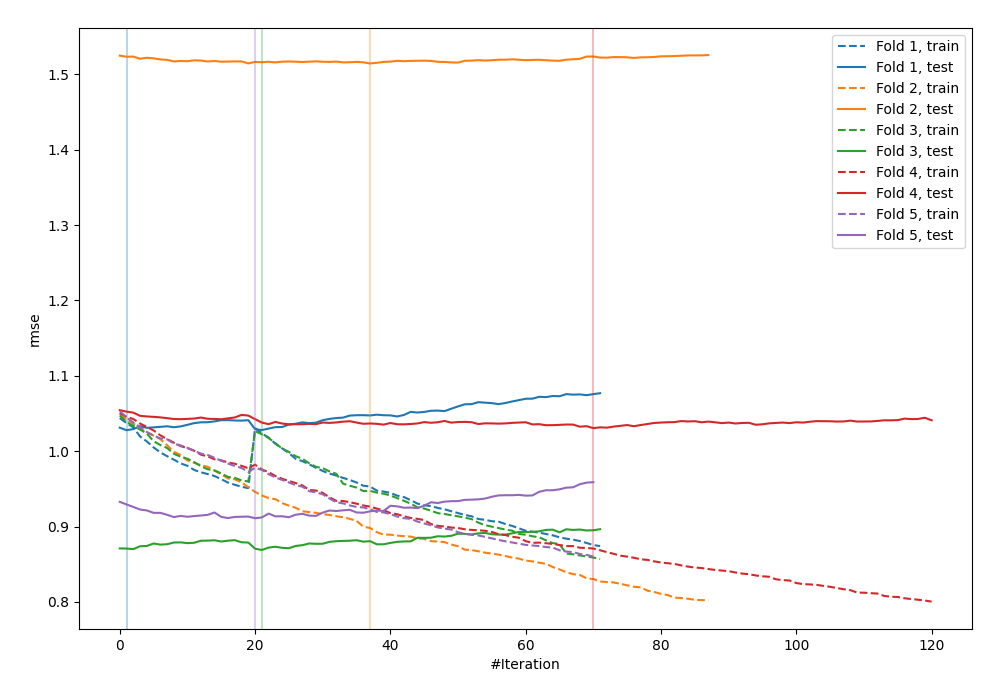 1.5
1.4
1.3
1.2
1.1
1.0
0.9
0.8
rmse
0
20
40
60
80
100
120
#Iteration
Fold 1, train
Fold 1, test
Fold 2, train
Fold 2, test
Fold 3, train
Fold 3, test
Fold 4, train
Fold 4, test
Fold 5, train
Fold 5, test